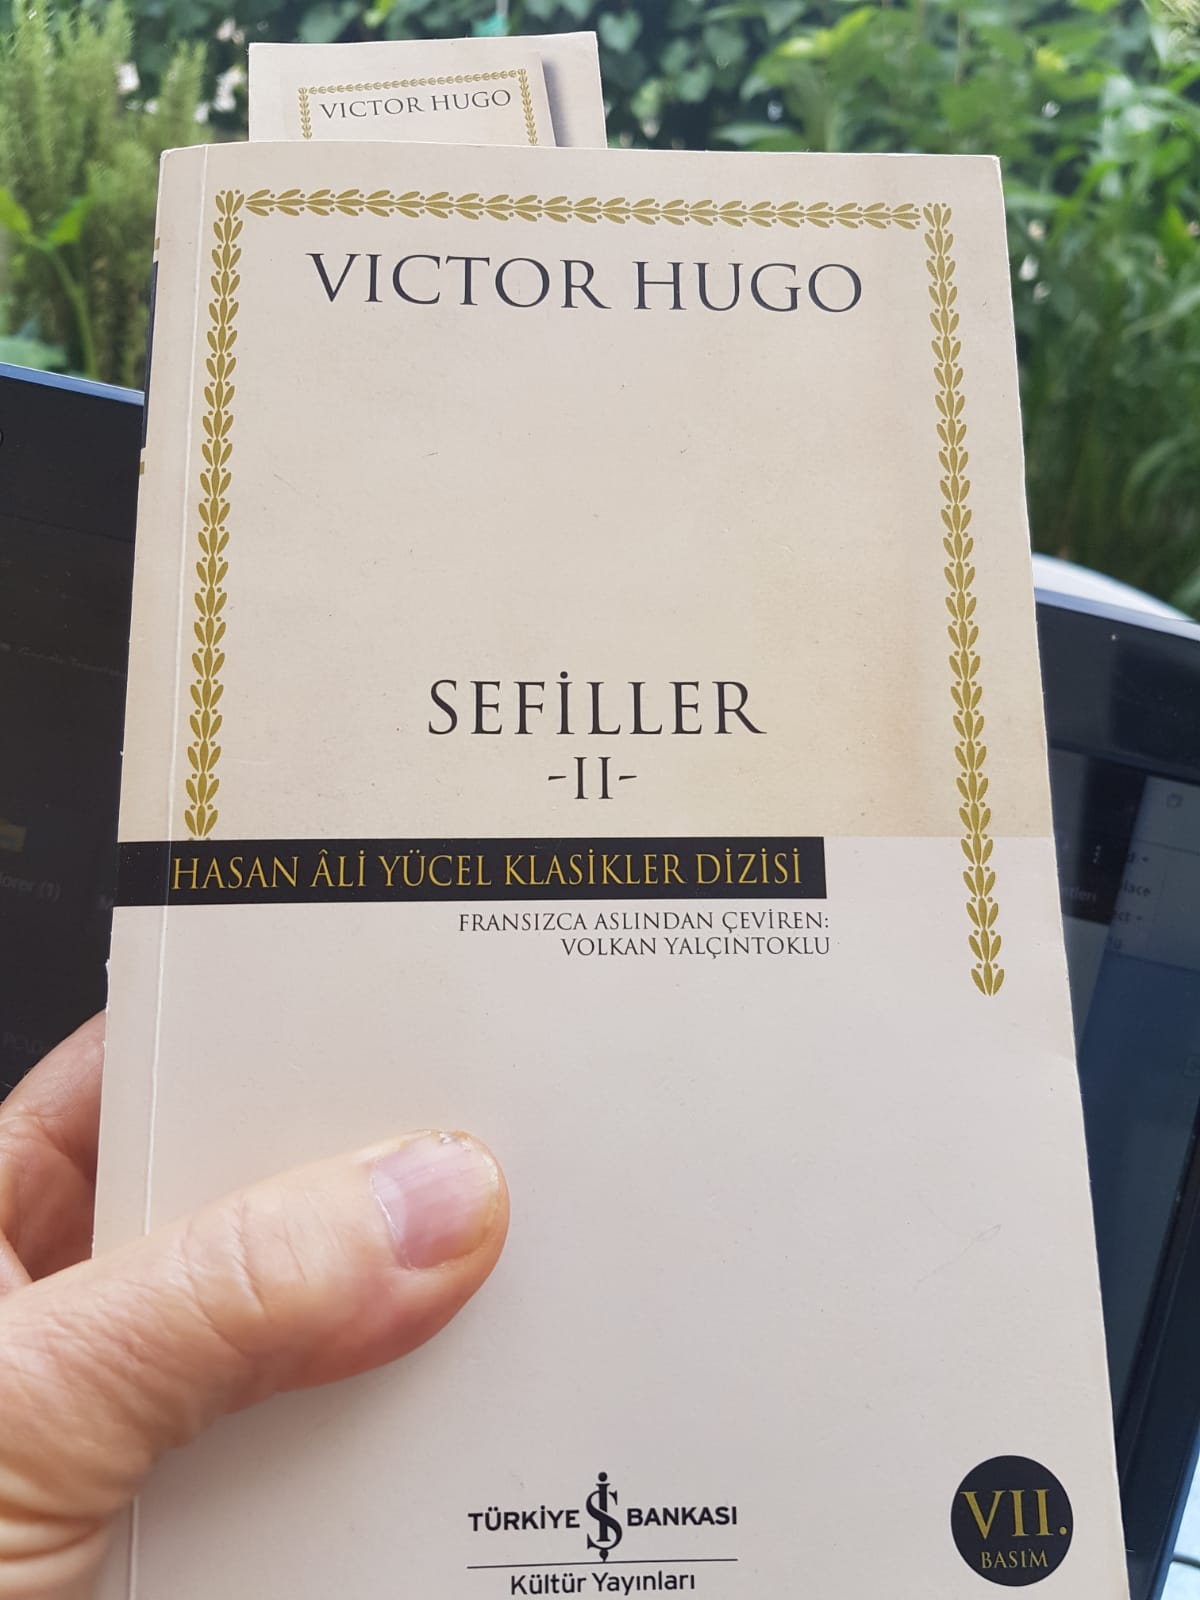 VICTOR HUGO
VICTOR HUGO
SEFİLLER
-II-
HASAN ÂLİ YÜCEL KLASİKLER DİZİSİ
FRANSIZCA ASLINDAN ÇEVİREN:
VOLKAN YALÇINTOKLU
TÜRKİYE İŞ BANKASI
Kültür Yayınları
VII.
BASIM